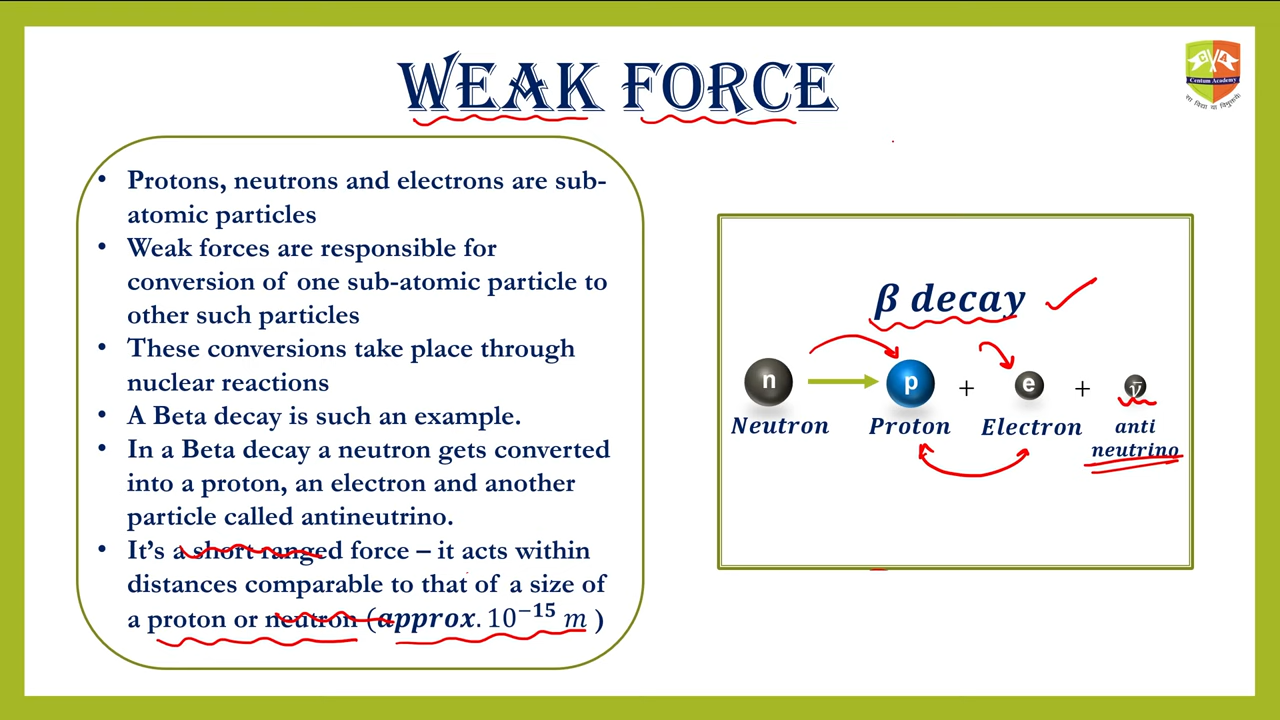 WEAK FORCE
Centum Academy
सा विद्या या विमुक्तये
• Protons, neutrons and electrons are sub-
atomic particles
• Weak forces are responsible for
conversion of one sub-atomic particle to
other such particles
• These conversions take place through
nuclear reactions
• A Beta decay is such an example.
• In a Beta decay a neutron gets converted
into a proton, an electron and another
particle called antineutrino.
• It's a short ranged force – it acts within
distances comparable to that of a size of
a proton or neutron (approx. 10⁻¹⁵ m )
β decay
n p + e + ν̅
Neutron Proton Electron anti
neutrino